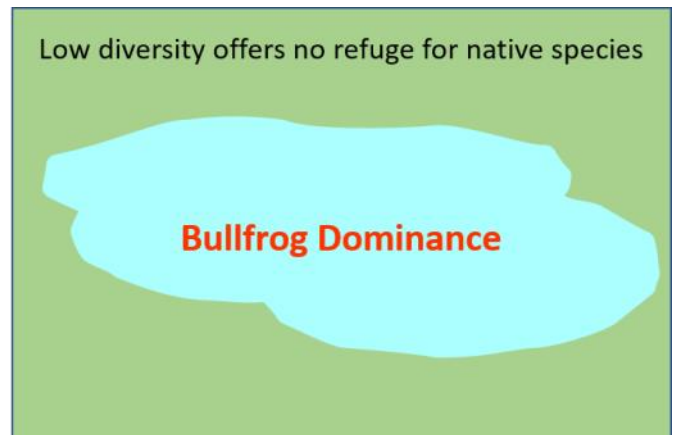 Low diversity offers no refuge for native species
Bullfrog Dominance